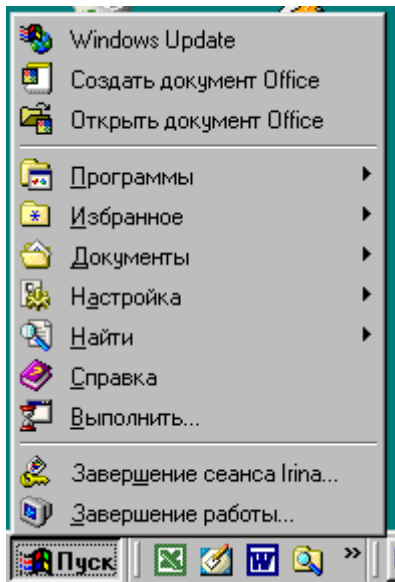 Windows Update
Создать документ Office
Открыть документ Office
Программы
Избранное
Документы
Настройка
Найти
Справка
Выполнить...
Завершение сеанса Irina...
Завершение работы...
Пуск